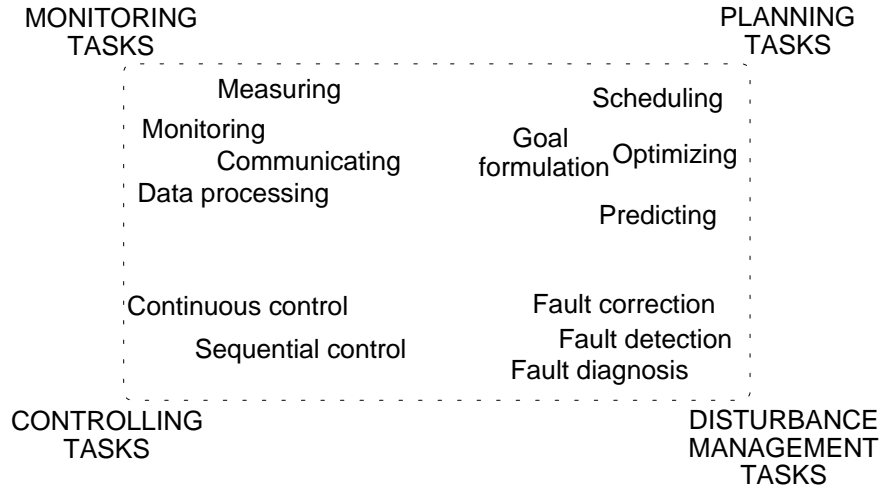 MONITORING
TASKS
PLANNING
TASKS
Measuring
Scheduling
Monitoring
Goal
formulation
Optimizing
Communicating
Data processing
Predicting
Continuous control
Fault correction
Sequential control
Fault detection
Fault diagnosis
CONTROLLING
TASKS
DISTURBANCE
MANAGEMENT
TASKS